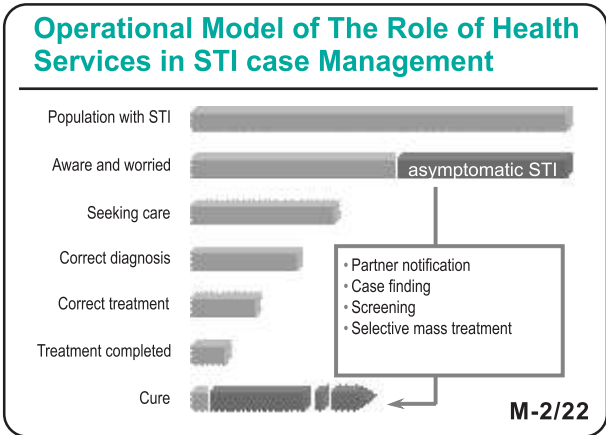 Operational Model of The Role of Health
Services in STI case Management
Population with STI
Aware and worried
asymptomatic STI
Seeking care
Correct diagnosis
Correct treatment
Treatment completed
Cure
• Partner notification
• Case finding
• Screening
• Selective mass treatment
M-2/22